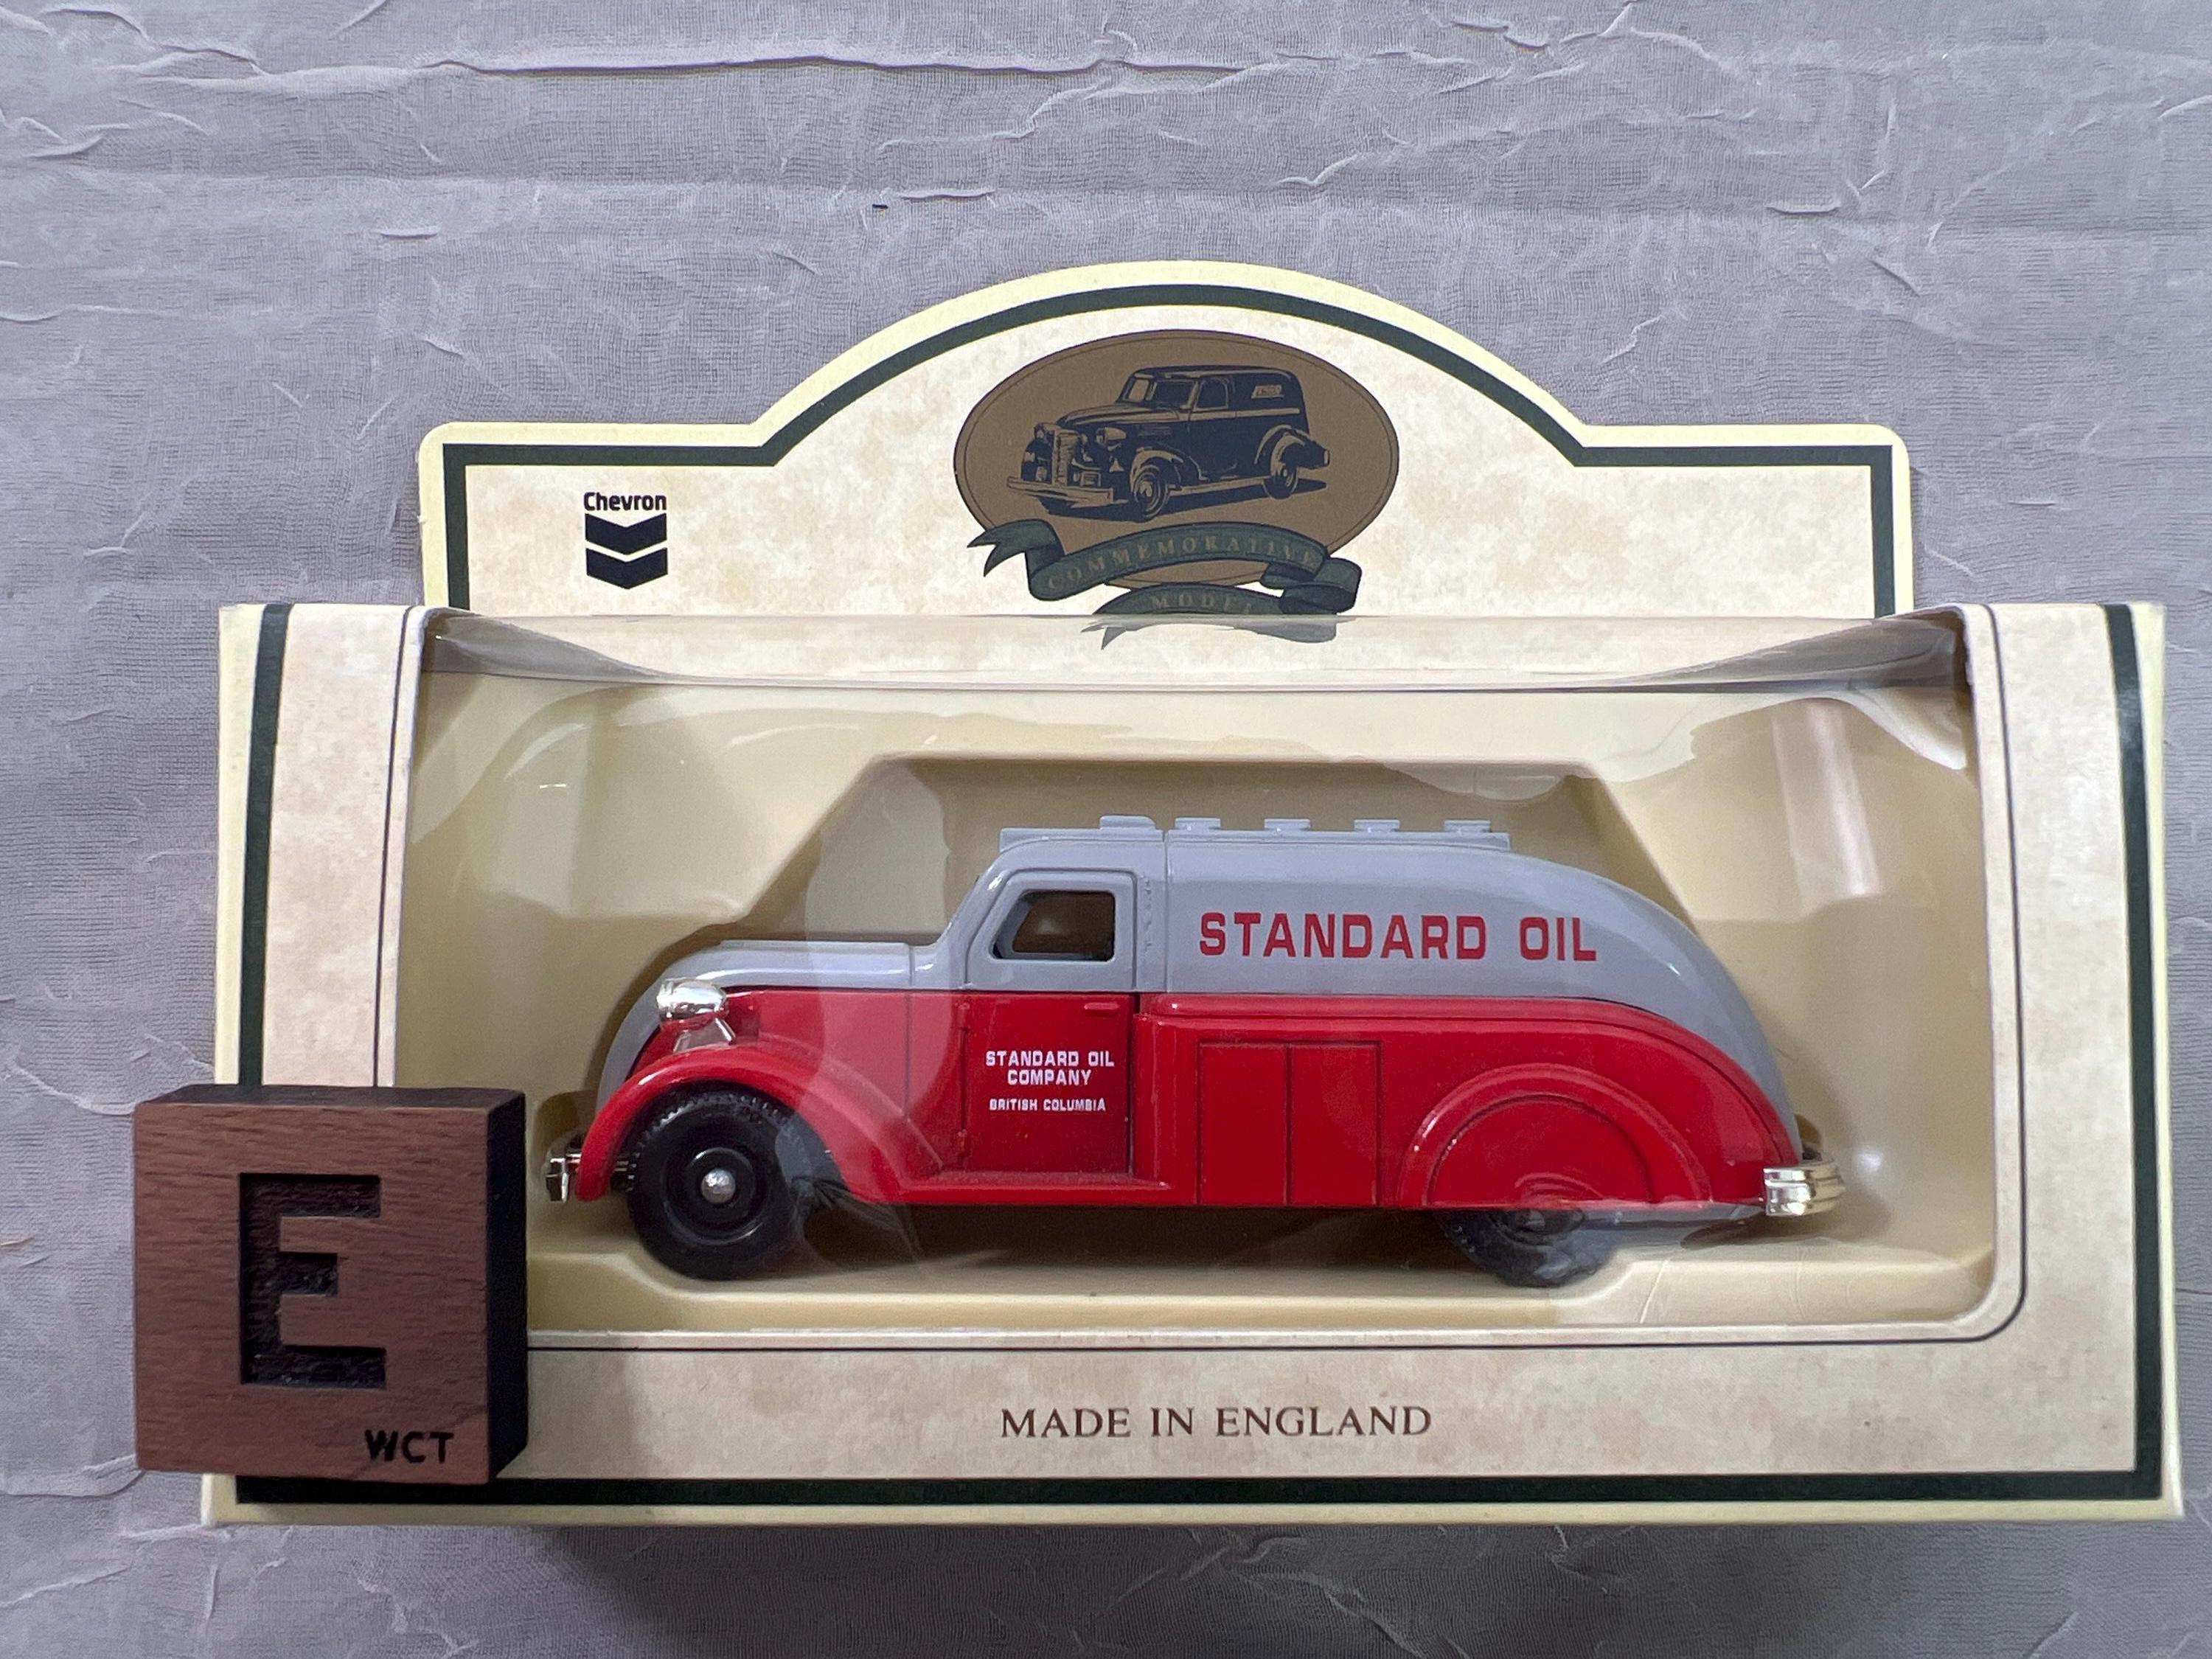 Chevron
COMMEMORATIVE
MODEL
STANDARD OIL
STANDARD OIL
COMPANY
BRITISH COLUMBIA
E
WCT
MADE IN ENGLAND